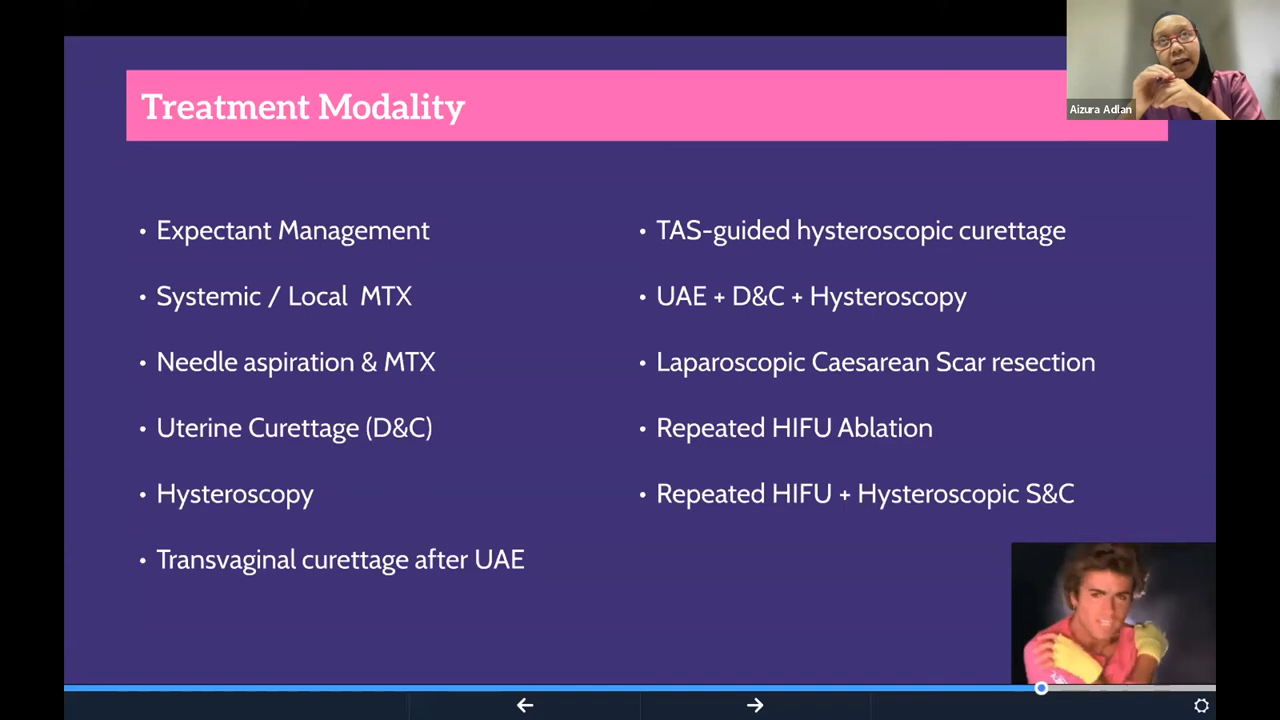 Treatment Modality
Aizura Adlan
• Expectant Management
• Systemic / Local MTX
• Needle aspiration & MTX
• Uterine Curettage (D&C)
• Hysteroscopy
• Transvaginal curettage after UAE
• TAS-guided hysteroscopic curettage
• UAE + D&C + Hysteroscopy
• Laparoscopic Caesarean Scar resection
• Repeated HIFU Ablation
• Repeated HIFU + Hysteroscopic S&C